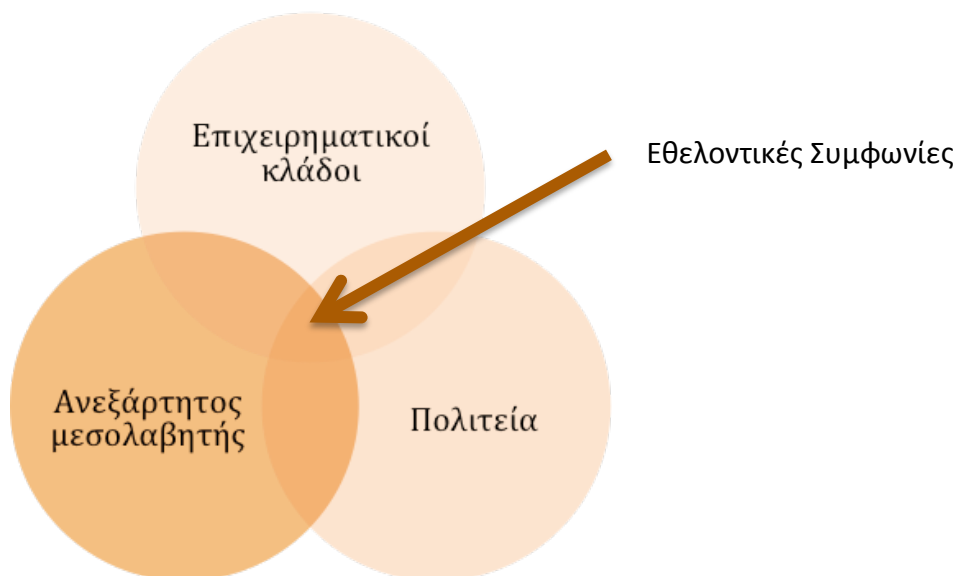 Επιχειρηματικοί
κλάδοι
Εθελοντικές Συμφωνίες
Ανεξάρτητος
μεσολαβητής
Πολιτεία